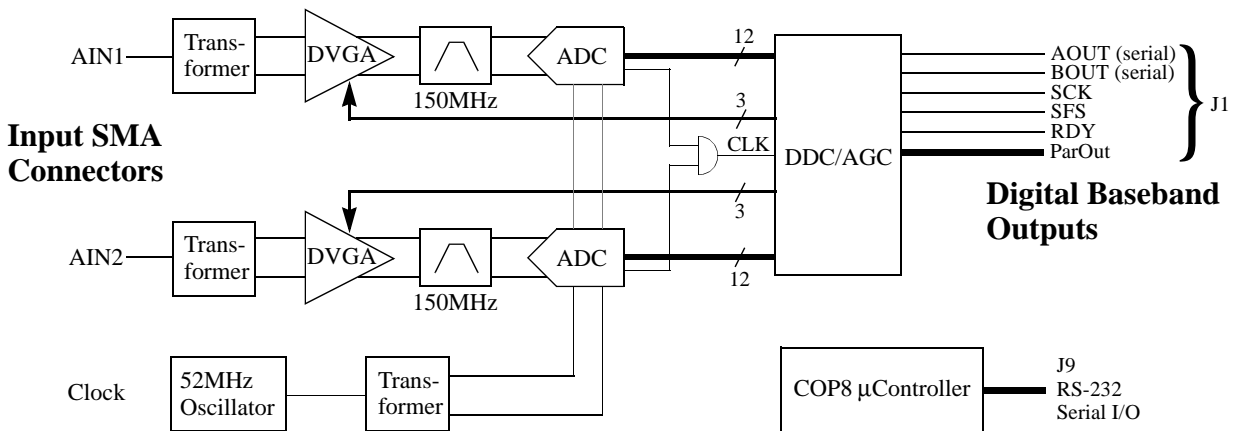 AIN1
Trans-
former
DVGA
150MHz
ADC
12
3
CLK
3
12
DDC/AGC
AOUT (serial)
BOUT (serial)
SCK
SFS
RDY
ParOut
J1
Input SMA
Connectors
Digital Baseband
Outputs
AIN2
Trans-
former
DVGA
150MHz
ADC
Clock
52MHz
Oscillator
Trans-
former
COP8 µController
J9
RS-232
Serial I/O